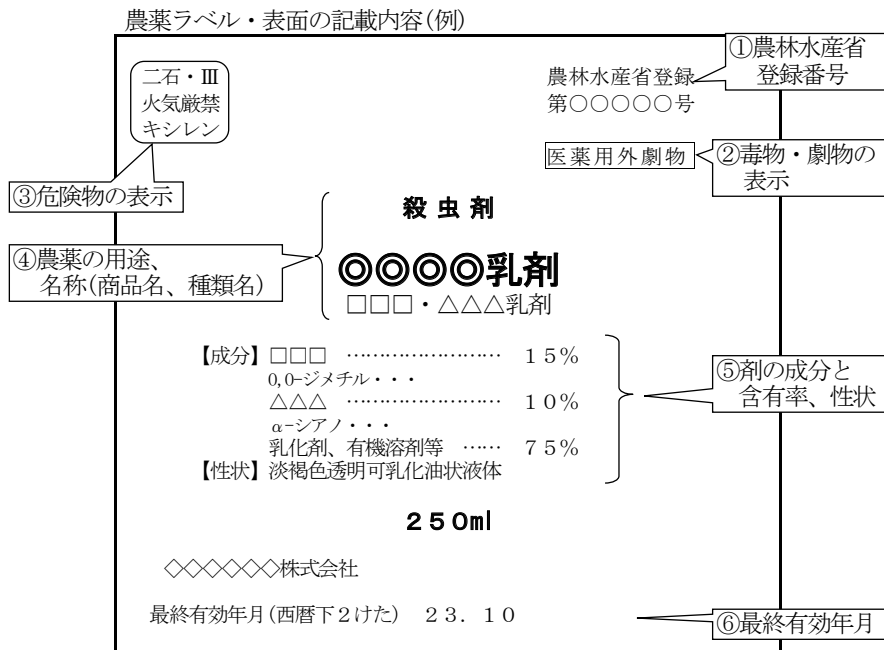 農薬ラベル・表面の記載内容(例)
①農林水産省
登録番号
二石・Ⅲ
火気厳禁
キシレン
農林水産省登録
第〇〇〇〇〇号
医薬用外劇物
②毒物・劇物の
表示
③危険物の表示
殺虫剤
④農薬の用途、
名称(商品名、種類名)
◎◎◎◎乳剤
□□□・△△△乳剤
【成分】□□□ …………………… 15%
0,0-ジメチル・・・
△△△ …………………… 10%
α-シアノ・・・
乳化剤、有機溶剤等 …… 75%
【性状】淡褐色透明可乳化油状液体
⑤剤の成分と
含有率、性状
250ml
◇◇◇◇◇◇株式会社
最終有効年月(西暦下2けた) 23. 10
⑥最終有効年月